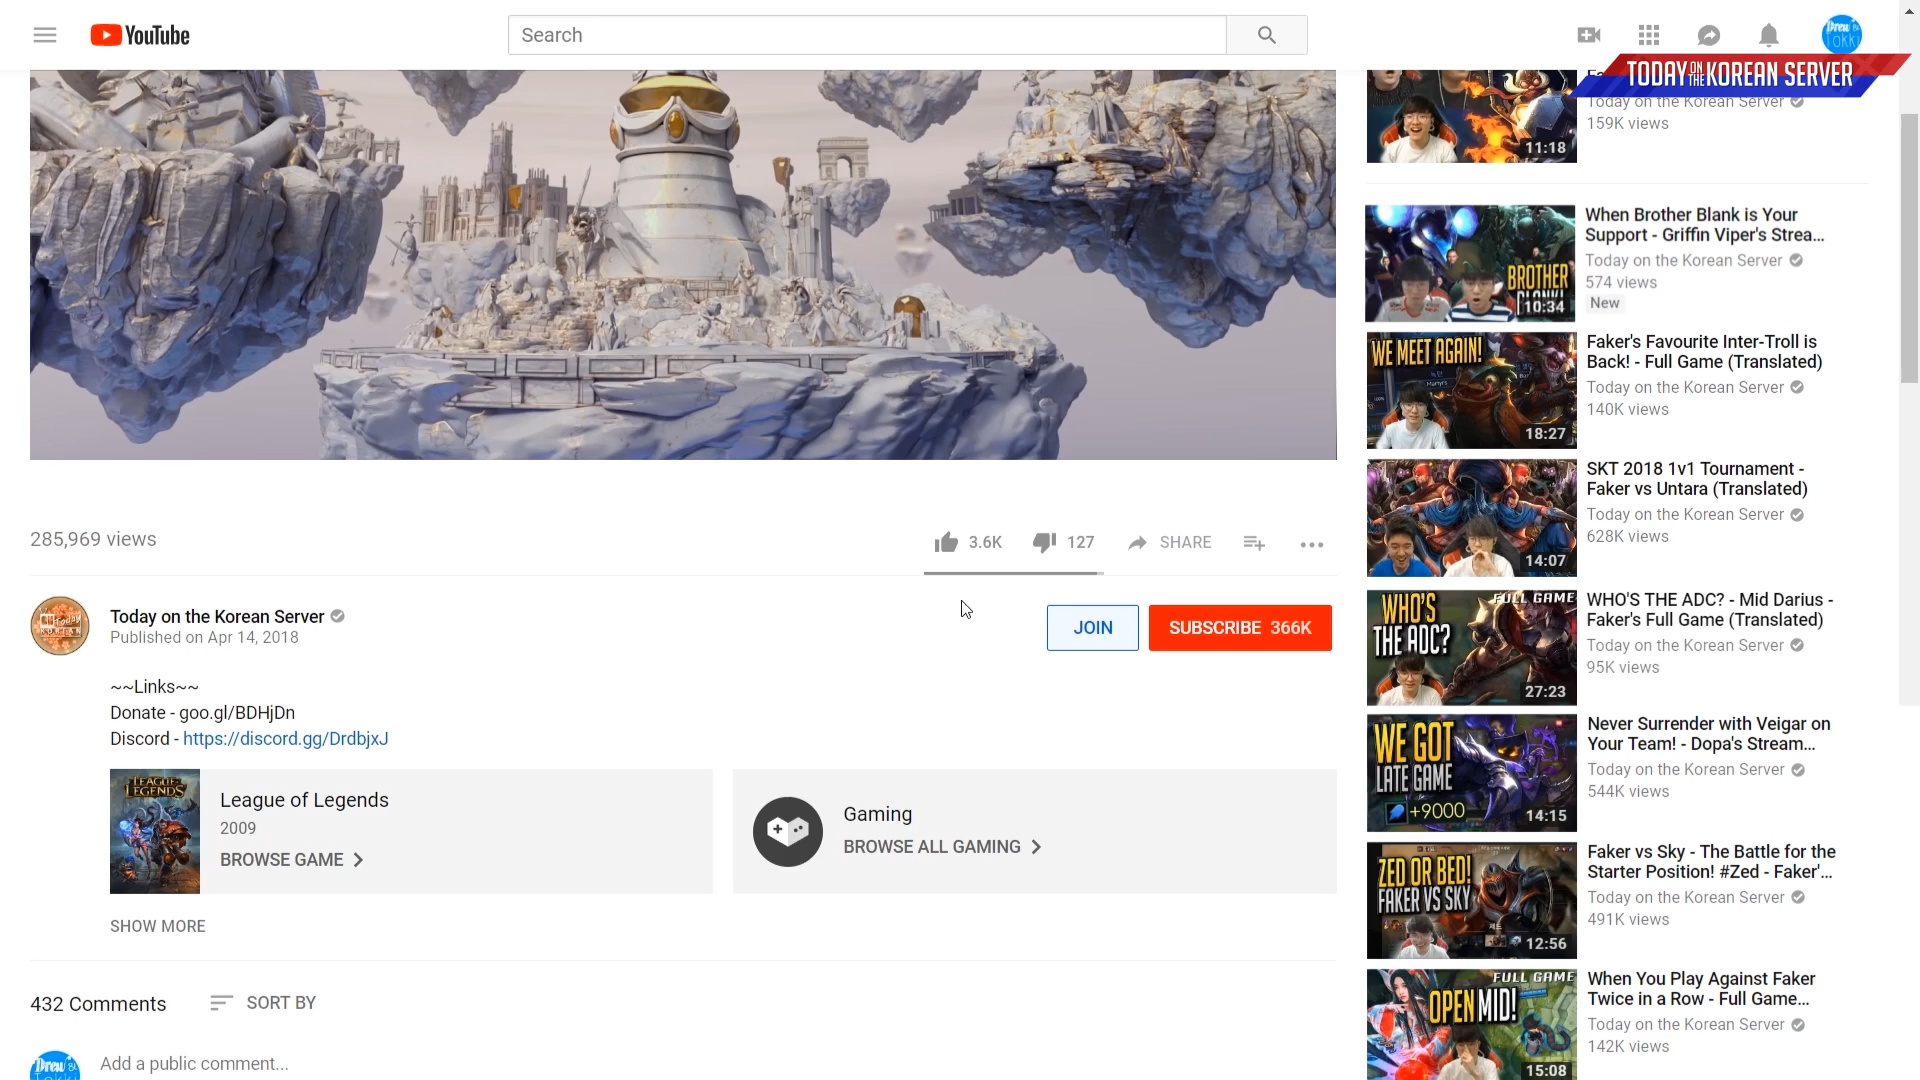 YouTube
Search
Drew &
TODAY ON THE KOREAN SERVER
Today on the Korean Server
159K views
11:18
When Brother Blank is Your
Support - Griffin Viper's Strea...
Today on the Korean Server
574 views
New
BROTHER
BLANK!
10:34
Faker's Favourite Inter-Troll is
Back! - Full Game (Translated)
Today on the Korean Server
140K views
WE MEET AGAIN!
18:27
SKT 2018 1v1 Tournament -
Faker vs Untara (Translated)
Today on the Korean Server
628K views
14:07
WHO'S THE ADC? - Mid Darius -
Faker's Full Game (Translated)
Today on the Korean Server
95K views
FULL GAME
WHO'S
THE ADC?
27:23
Never Surrender with Veigar on
Your Team! - Dopa's Stream...
Today on the Korean Server
544K views
WE GOT
LATE GAME
+9000
14:15
Faker vs Sky - The Battle for the
Starter Position! #Zed - Faker'...
Today on the Korean Server
491K views
ZED OR BED!
FAKER VS SKY
12:56
When You Play Against Faker
Twice in a Row - Full Game...
Today on the Korean Server
142K views
FULL GAME
OPEN MID!
15:08
285,969 views
3.6K
127
SHARE
Today on the Korean Server
Published on Apr 14, 2018
JOIN
SUBSCRIBE 366K
~~Links~~
Donate - goo.gl/BDHjDn
Discord - https://discord.gg/DrdbjxJ
LEAGUE
LEGENDS
League of Legends
2009
BROWSE GAME
Gaming
BROWSE ALL GAMING
SHOW MORE
432 Comments
SORT BY
Drew &
Add a public comment...